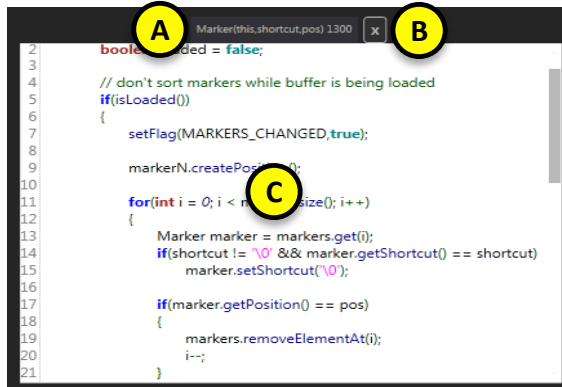 A Marker(this,shortcut,pos) 1300 x B
2 = false;
3
4 // don't sort markers while buffer is being loaded
5 if(isLoaded())
6 {
7 setFlag(MARKERS_CHANGED,true);
8
9
10 C
11 for(int i = 0; i < size(); i++)
12 {
13 Marker marker = markers.get(i);
14 if(shortcut != '\0' && marker.getShortcut() == shortcut)
15 marker.setShortcut('\0');
16
17 if(marker.getPosition() == pos)
18 {
19 markers.removeElementAt(i);
20 i--;
21 }